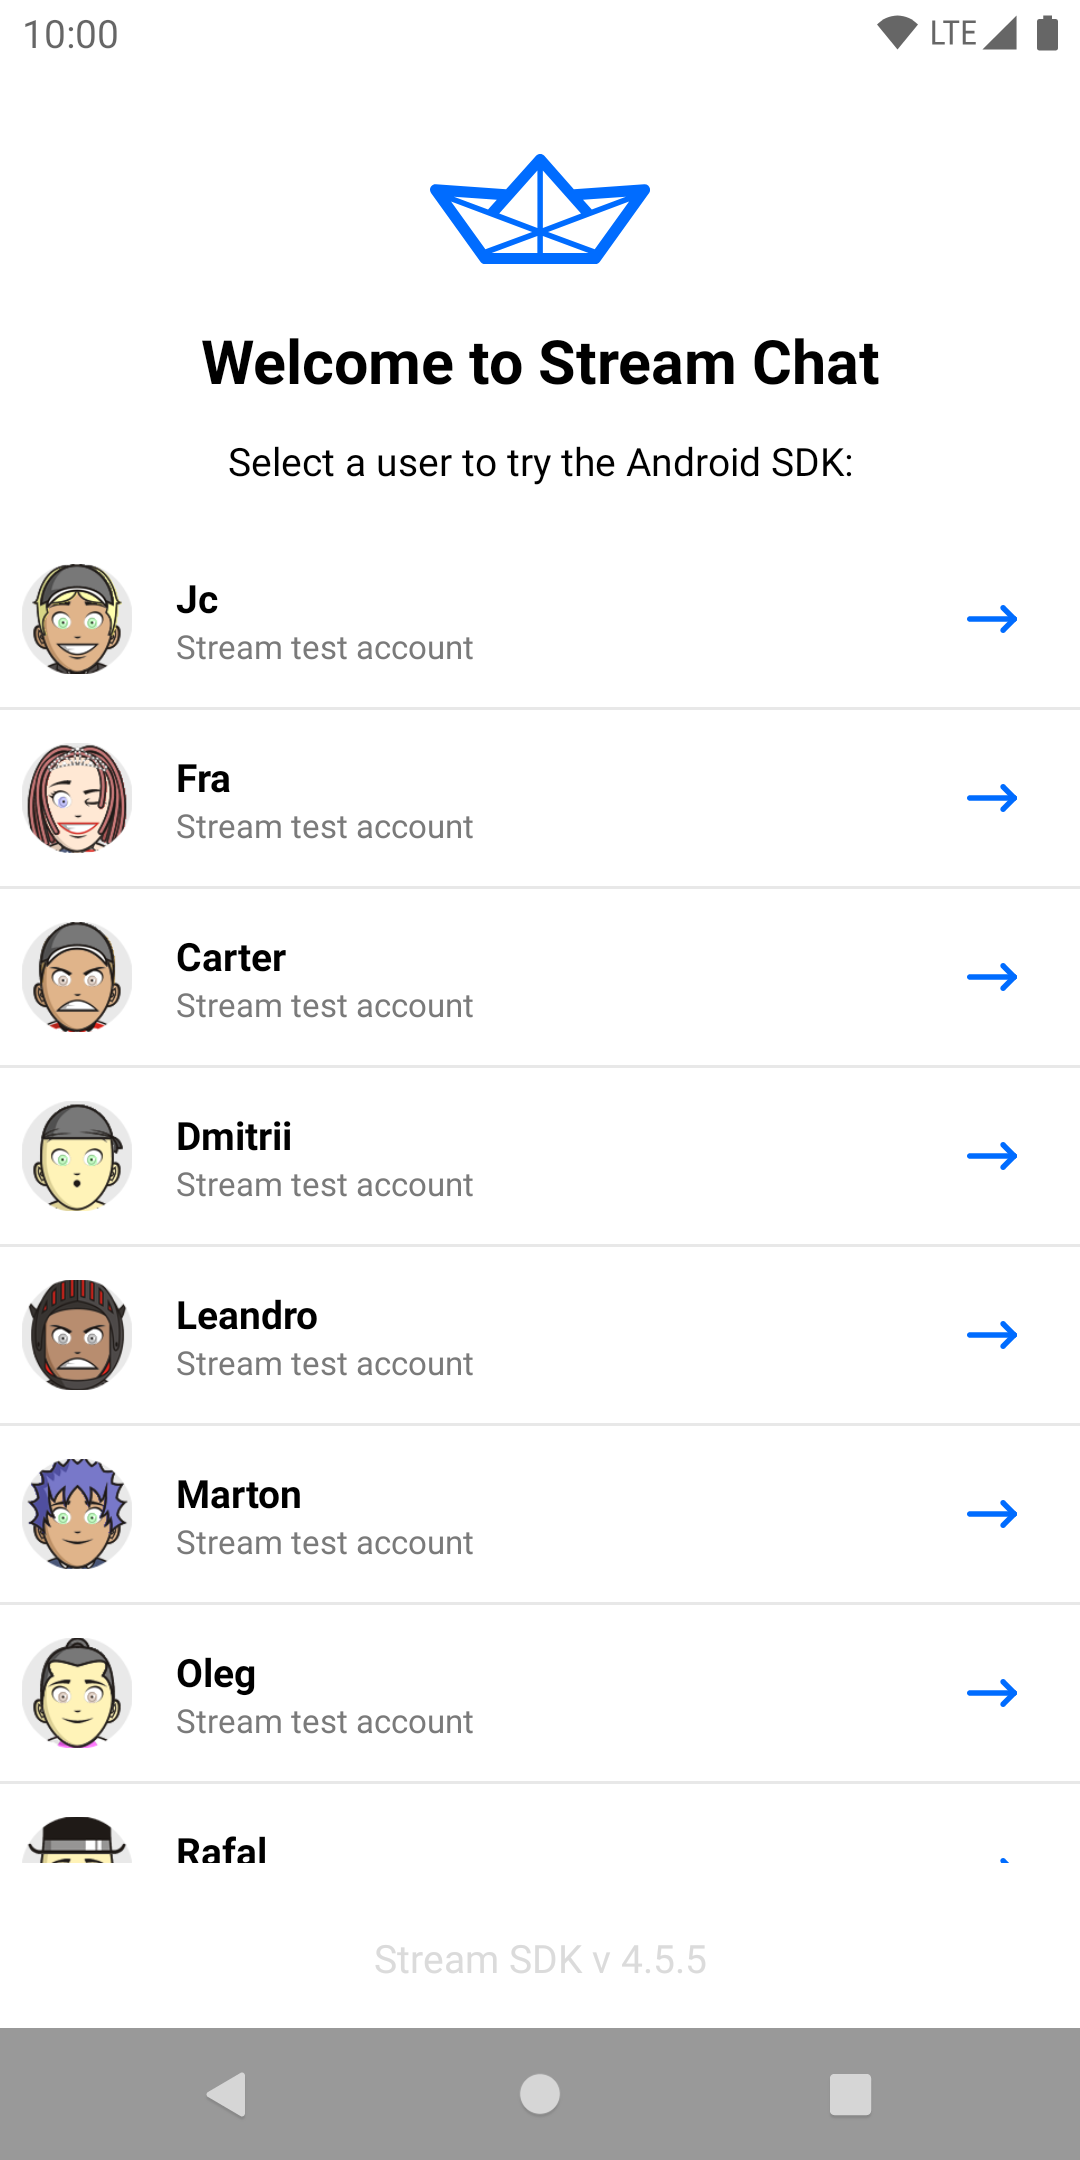 10:00
LTE
Welcome to Stream Chat
Select a user to try the Android SDK:
Jc
Stream test account
Fra
Stream test account
Carter
Stream test account
Dmitrii
Stream test account
Leandro
Stream test account
Marton
Stream test account
Oleg
Stream test account
Rafal
Stream SDK v 4.5.5